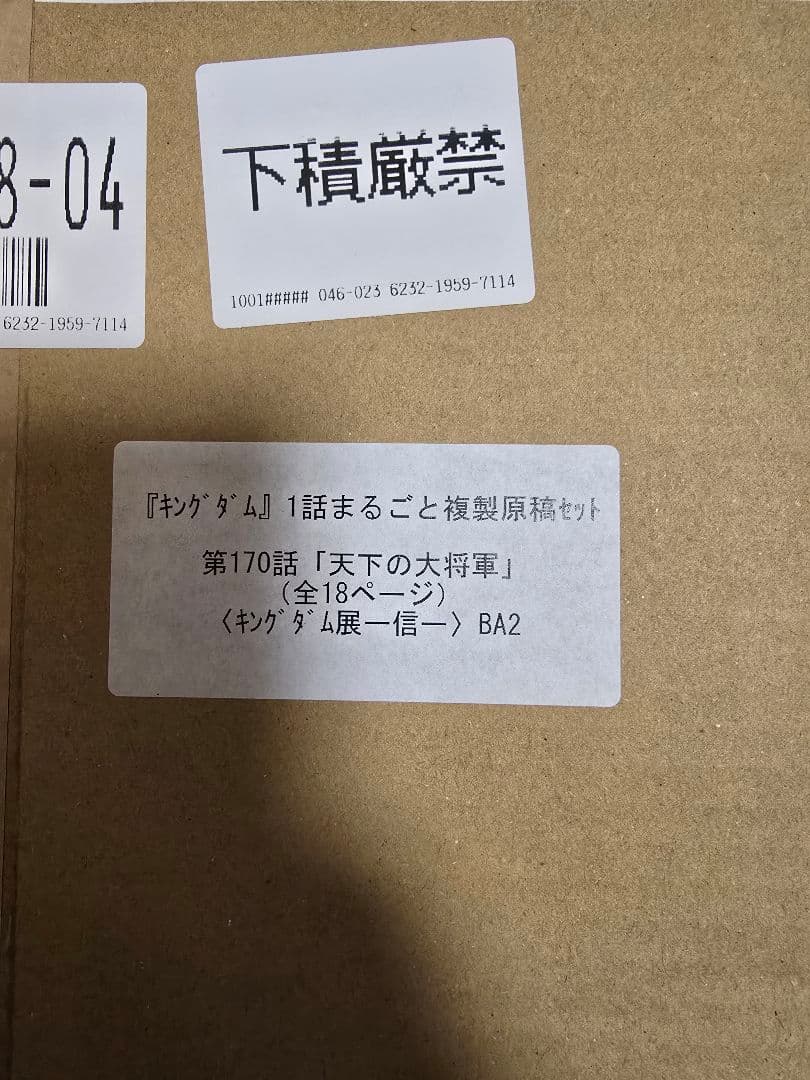 8-04
6232-1959-7114
下積厳禁
1001##### 046-023 6232-1959-7114
『ｷﾝｸﾞﾀﾞﾑ』1話まるごと複製原稿ｾｯﾄ
第170話「天下の大将軍」
(全18ページ)
〈ｷﾝｸﾞﾀﾞﾑ展ー信ー〉BA2